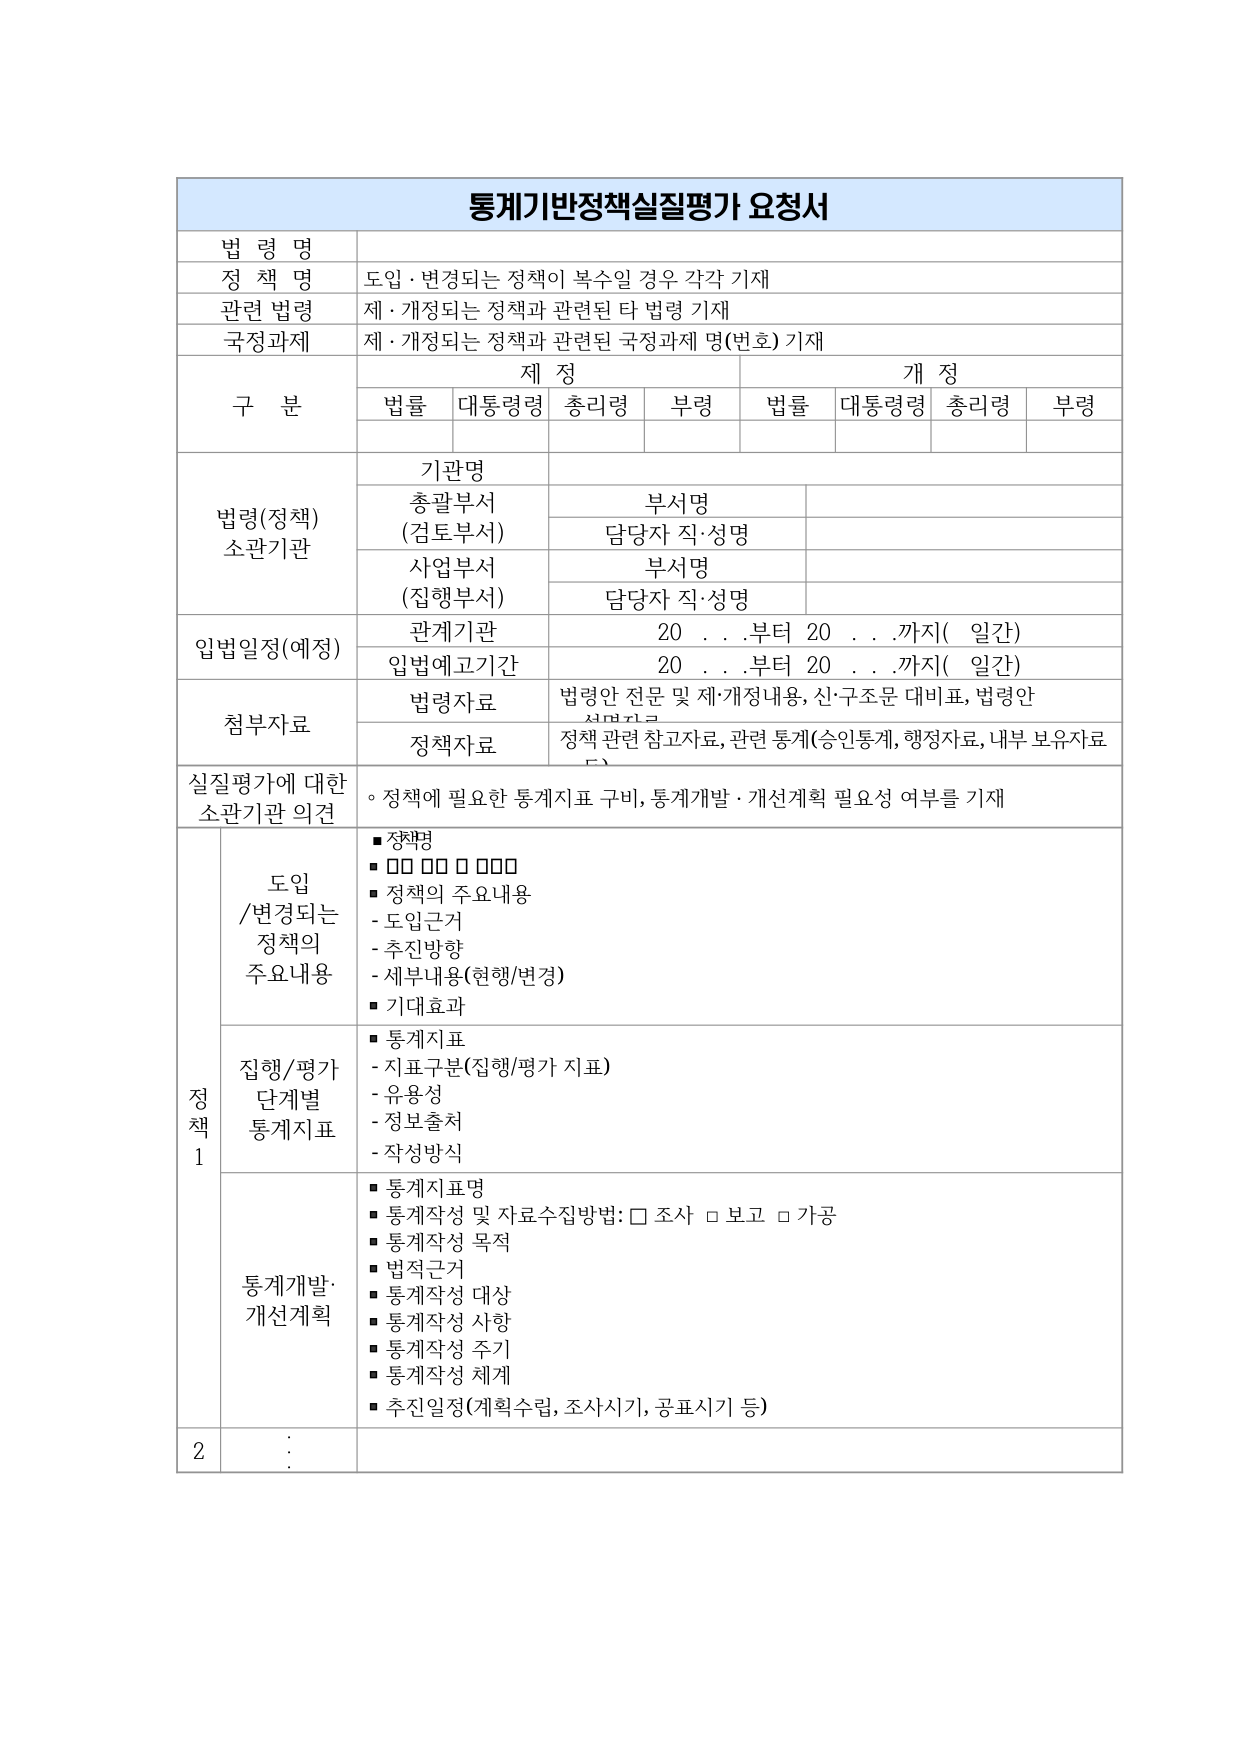 통계기반정책실질평가 요청서
법 령 명
정 책 명 도입 · 변경되는 정책이 복수일 경우 각각 기재
관련 법령 제 · 개정되는 정책과 관련된 타 법령 기재
국정과제 제 · 개정되는 정책과 관련된 국정과제 명(번호) 기재
구 분 제 정 개 정
법률 대통령령 총리령 부령 법률 대통령령 총리령 부령
법령(정책)
소관기관
기관명
총괄부서
(검토부서)
부서명
담당자 직·성명
사업부서
(집행부서)
부서명
담당자 직·성명
입법일정(예정)
관계기관 20 . . .부터 20 . . .까지( 일간)
입법예고기간 20 . . .부터 20 . . .까지( 일간)
첨부자료
법령자료 법령안 전문 및 제·개정내용, 신·구조문 대비표, 법령안
정책자료 정책 관련 참고자료, 관련 통계(승인통계, 행정자료, 내부 보유자료
실질평가에 대한
소관기관 의견
◦ 정책에 필요한 통계지표 구비, 통계개발 · 개선계획 필요성 여부를 기재
정
책
1
도입
/변경되는
정책의
주요내용
▪ 정책명
▪ □□ □□ □ □□□
▪ 정책의 주요내용
- 도입근거
- 추진방향
- 세부내용(현행/변경)
▪ 기대효과
집행/평가
단계별
통계지표
▪ 통계지표
- 지표구분(집행/평가 지표)
- 유용성
- 정보출처
- 작성방식
통계개발·
개선계획
▪ 통계지표명
▪ 통계작성 및 자료수집방법: □ 조사 □ 보고 □ 가공
▪ 통계작성 목적
▪ 법적근거
▪ 통계작성 대상
▪ 통계작성 사항
▪ 통계작성 주기
▪ 통계작성 체계
▪ 추진일정(계획수립, 조사시기, 공표시기 등)
2
: